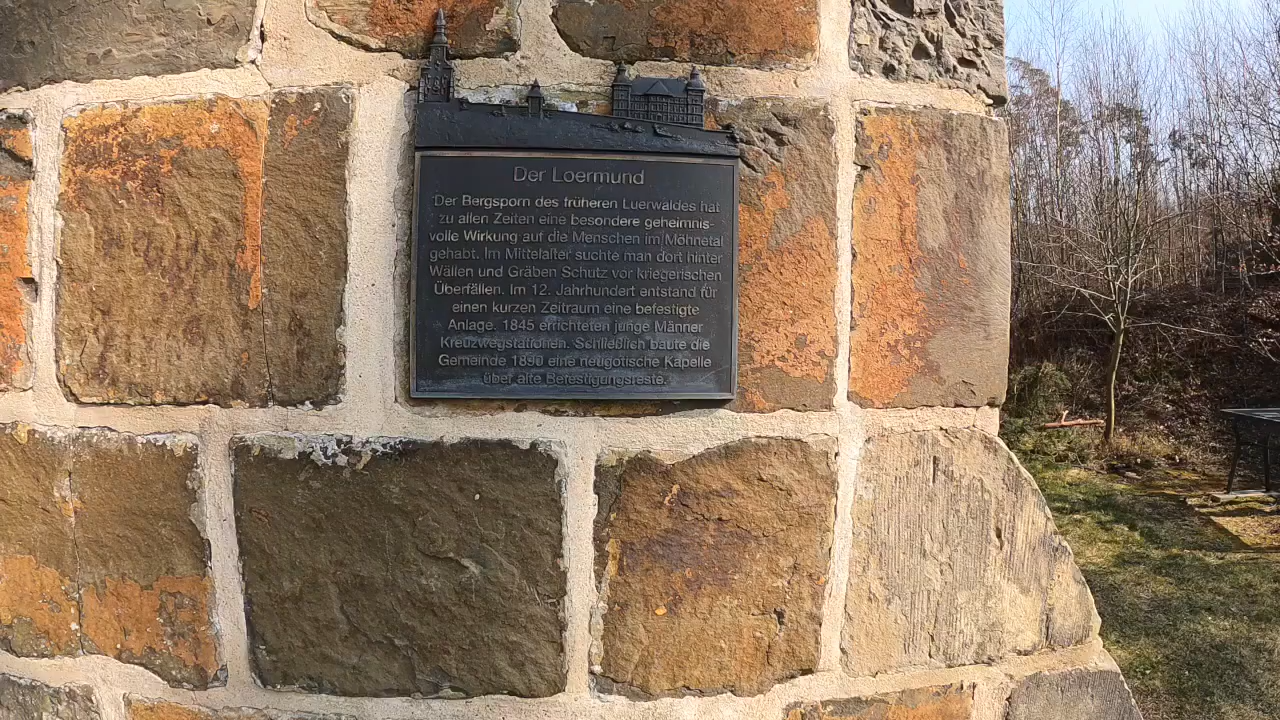 Der Loermund
Der Bergsporn des früheren Luerwaldes hat
zu allen Zeiten eine besondere geheimnis-
volle Wirkung auf die Menschen im Möhnetal
gehabt. Im Mittelalter suchte man dort hinter
Wällen und Gräben Schutz vor kriegerischen
Überfällen. Im 12. Jahrhundert entstand für
einen kurzen Zeitraum eine befestigte
Anlage. 1845 errichteten junge Männer
Kreuzwegstationen. Schließlich baute die
Gemeinde 1890 eine neugotische Kapelle
über alte Befestigungsreste.